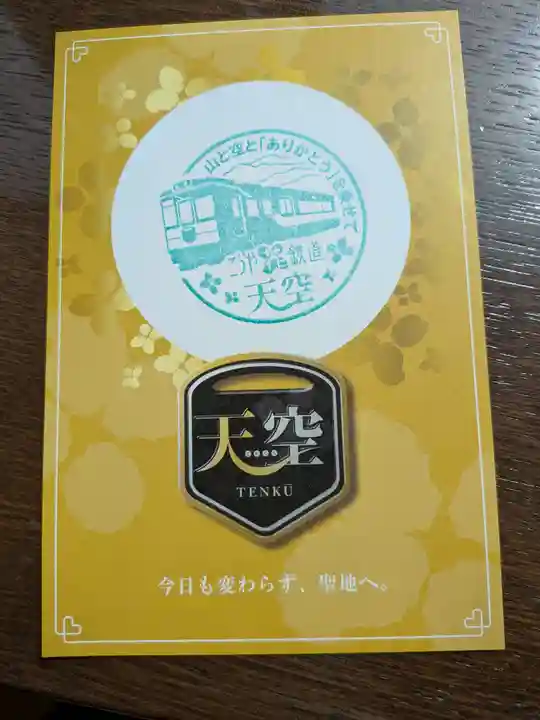 山と空と「ありがとう」を乗せて
こうや花鉄道
天空
天空
TENKŪ
今日も変わらず、聖地へ。